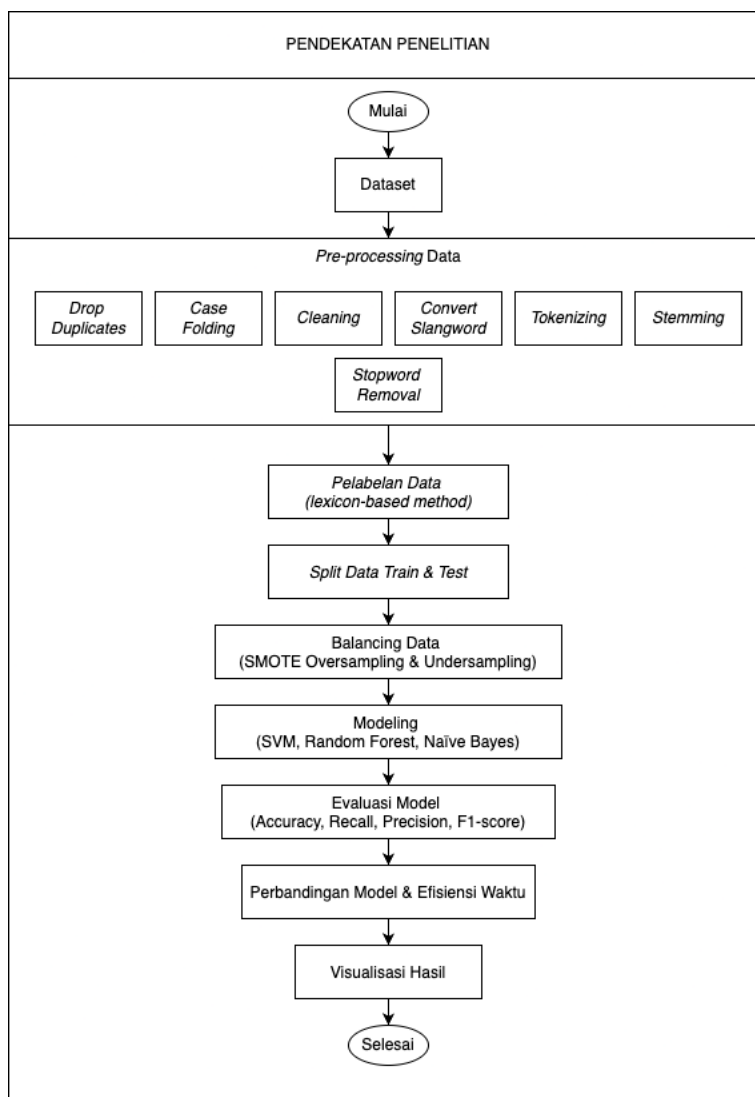 PENDEKATAN PENELITIAN
Mulai
Dataset
Pre-processing Data
Drop
Duplicates
Case
Folding
Cleaning
Convert
Slangword
Tokenizing
Stemming
Stopword
Removal
Pelabelan Data
(lexicon-based method)
Split Data Train & Test
Balancing Data
(SMOTE Oversampling & Undersampling)
Modeling
(SVM, Random Forest, Naïve Bayes)
Evaluasi Model
(Accuracy, Recall, Precision, F1-score)
Perbandingan Model & Efisiensi Waktu
Visualisasi Hasil
Selesai